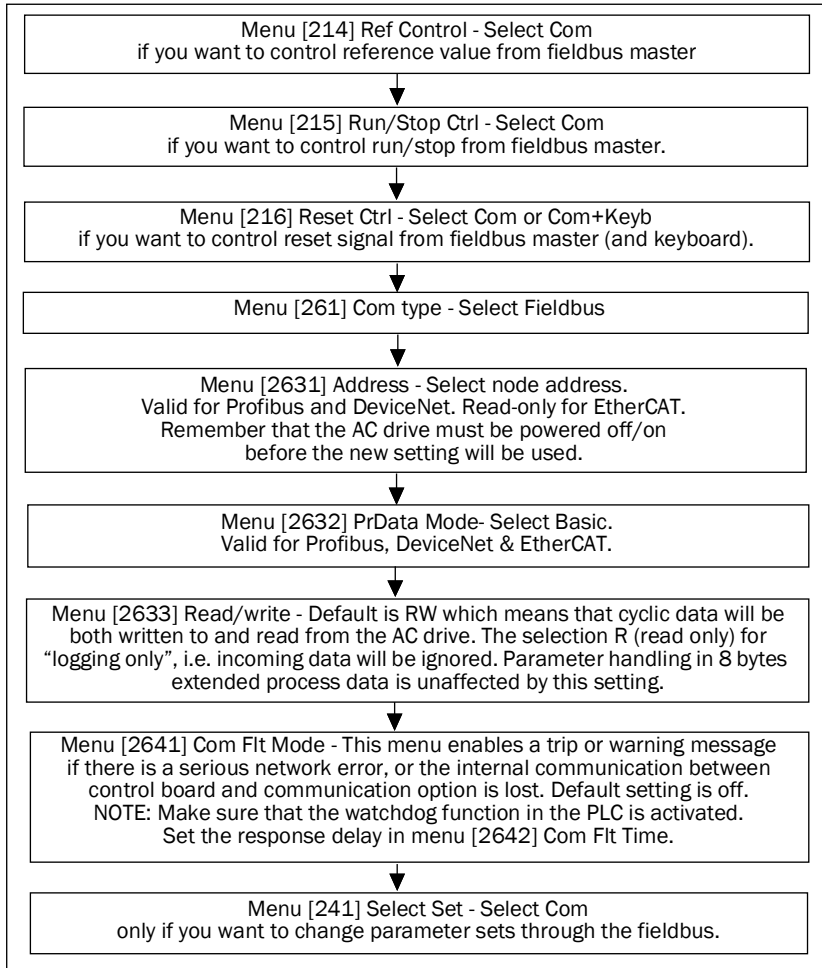 Menu [214] Ref Control - Select Com
if you want to control reference value from fieldbus master
Menu [215] Run/Stop Ctrl - Select Com
if you want to control run/stop from fieldbus master.
Menu [216] Reset Ctrl - Select Com or Com+Keyb
if you want to control reset signal from fieldbus master (and keyboard).
Menu [261] Com type - Select Fieldbus
Menu [2631] Address - Select node address.
Valid for Profibus and DeviceNet. Read-only for EtherCAT.
Remember that the AC drive must be powered off/on
before the new setting will be used.
Menu [2632] PrData Mode- Select Basic.
Valid for Profibus, DeviceNet & EtherCAT.
Menu [2633] Read/write - Default is RW which means that cyclic data will be
both written to and read from the AC drive. The selection R (read only) for
“logging only”, i.e. incoming data will be ignored. Parameter handling in 8 bytes
extended process data is unaffected by this setting.
Menu [2641] Com Flt Mode - This menu enables a trip or warning message
if there is a serious network error, or the internal communication between
control board and communication option is lost. Default setting is off.
NOTE: Make sure that the watchdog function in the PLC is activated.
Set the response delay in menu [2642] Com Flt Time.
Menu [241] Select Set - Select Com
only if you want to change parameter sets through the fieldbus.